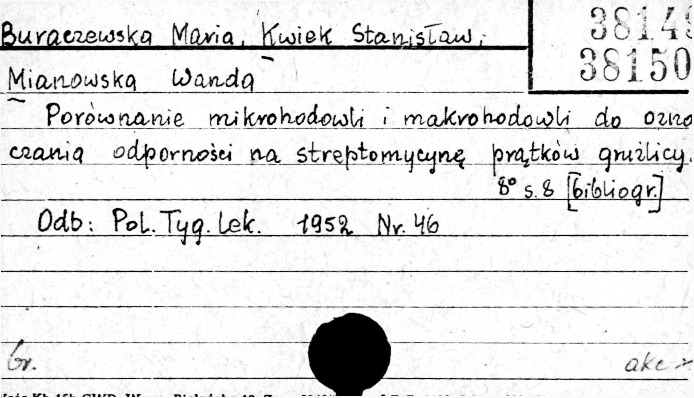 Buraczewska Maria, Kwiek Stanisław,
38149
38150
Mianowska Wanda
Porównanie mikrohodowli i makrohodowli do ozna
czania odporności na streptomycynę prątków gruźlicy.
8° s. 8 [bibliogr.]
Odb: Pol. Tyg. Lek. 1952 Nr. 46
br.
akc